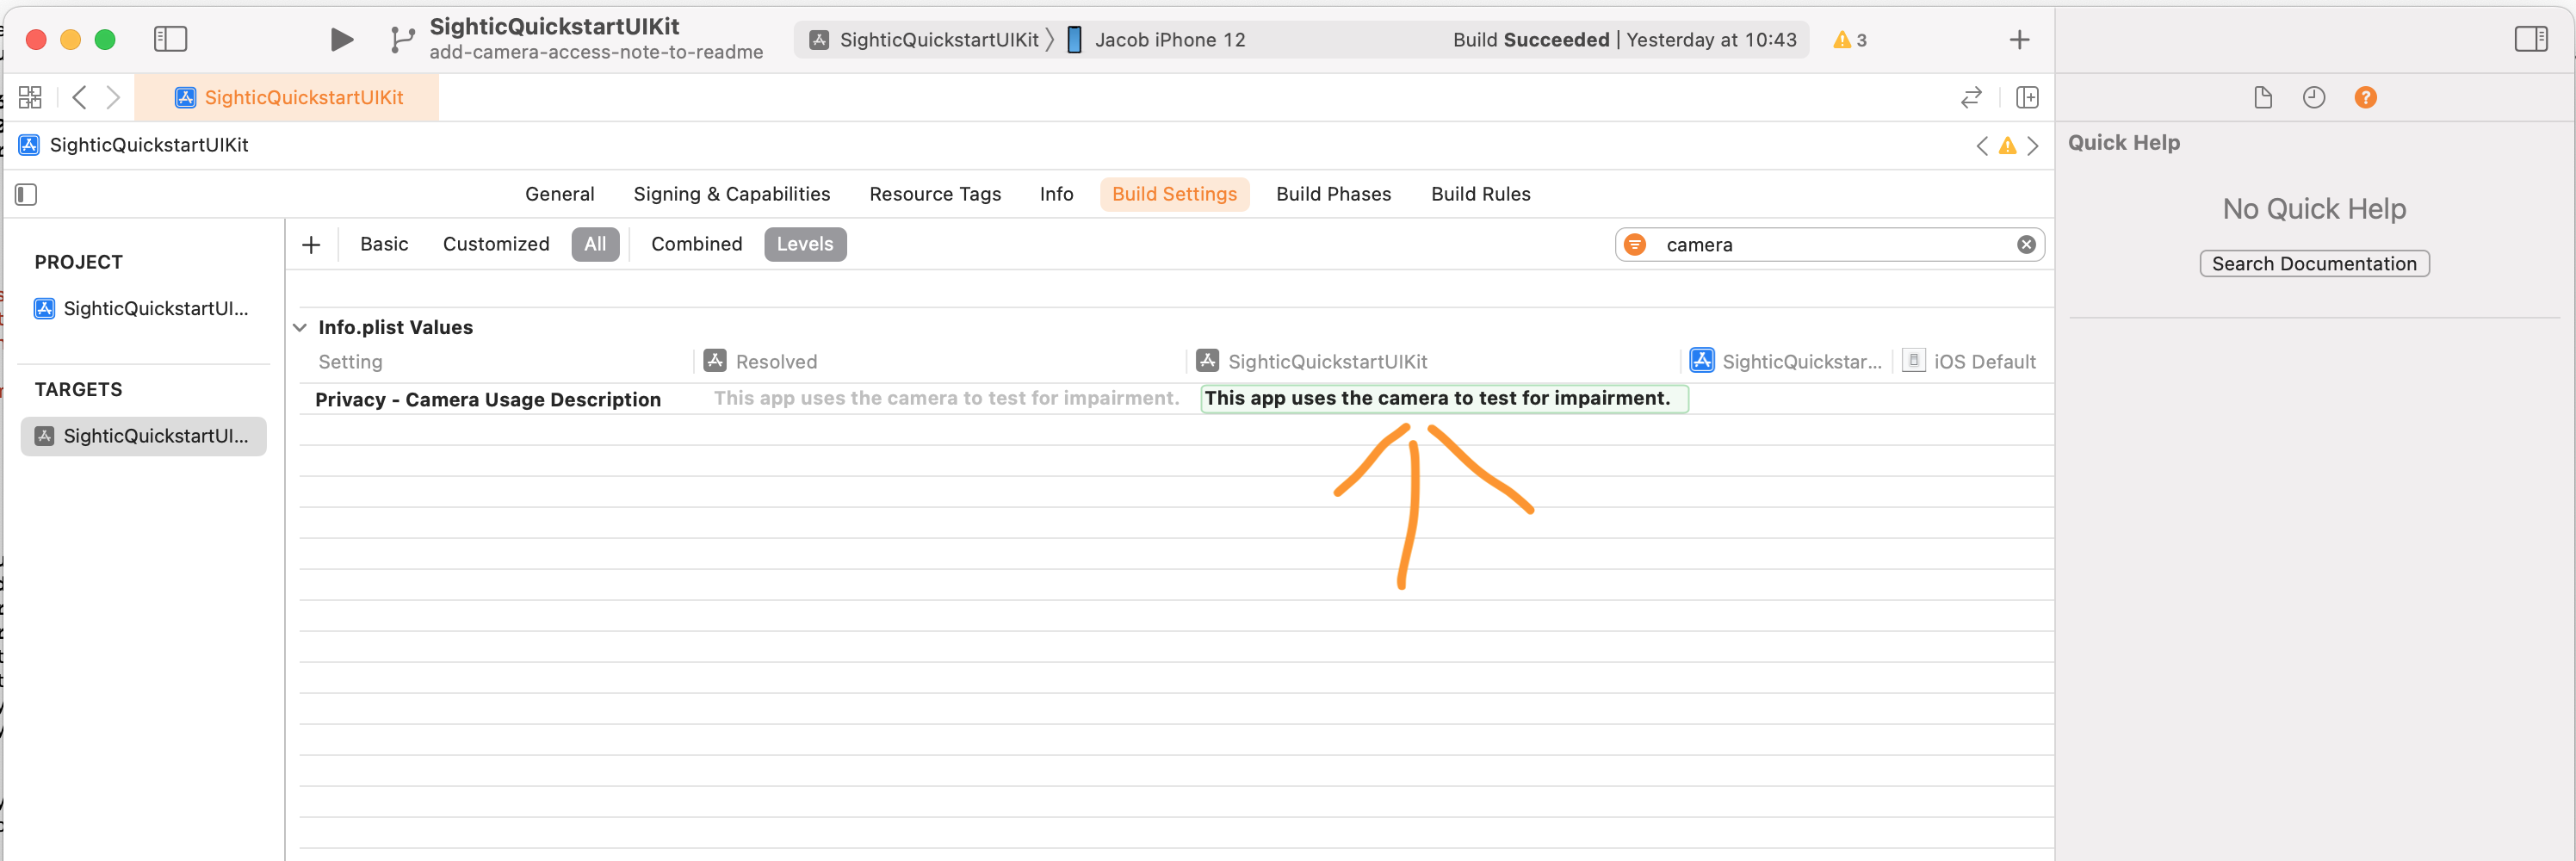 SighticQuickstartUIKit
add-camera-access-note-to-readme
SighticQuickstartUIKit
Jacob iPhone 12
Build Succeeded | Yesterday at 10:43
3
SighticQuickstartUIKit
SighticQuickstartUIKit
General Signing & Capabilities Resource Tags Info Build Settings Build Phases Build Rules
PROJECT
SighticQuickstartUI...
TARGETS
SighticQuickstartUI...
Basic Customized All Combined Levels
camera
Info.plist Values
Setting Resolved SighticQuickstartUIKit SighticQuickstar... iOS Default
Privacy - Camera Usage Description This app uses the camera to test for impairment. This app uses the camera to test for impairment.
Quick Help
No Quick Help
Search Documentation